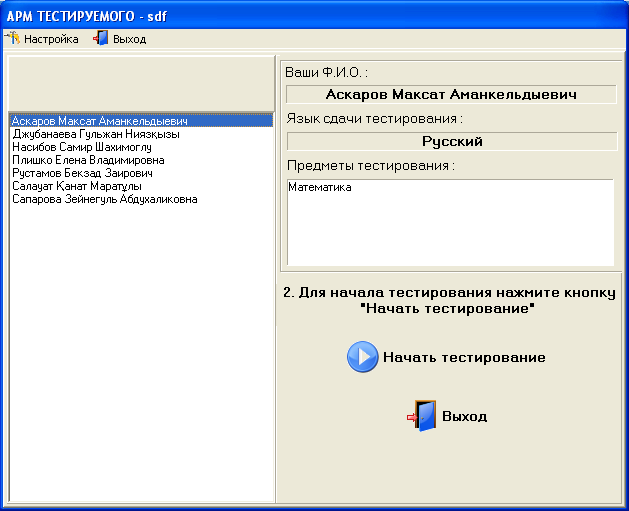 АРМ ТЕСТИРУЕМОГО - sdf
Настройка Выход
Аскаров Максат Аманкельдыевич
Джубанаева Гульжан Ниязқызы
Насибов Самир Шахимоглу
Плишко Елена Владимировна
Рустамов Бекзад Заирович
Салауат Қанат Маратұлы
Сапарова Зейнегуль Абдухаликовна
Ваши Ф.И.О. :
Аскаров Максат Аманкельдыевич
Язык сдачи тестирования :
Русский
Предметы тестирования :
Математика
2. Для начала тестирования нажмите кнопку
"Начать тестирование"
Начать тестирование
Выход